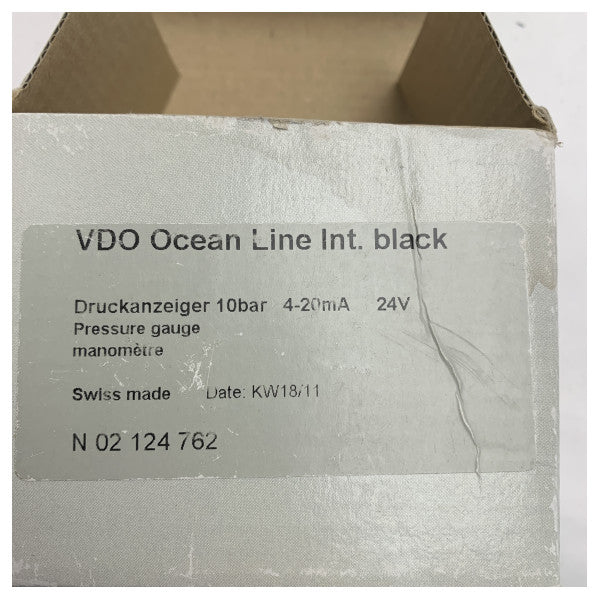 VDO Ocean Line Int. black
Druckanzeiger 10bar 4-20mA 24V
Pressure gauge
manomètre
Swiss made Date: KW18/11
N 02 124 762